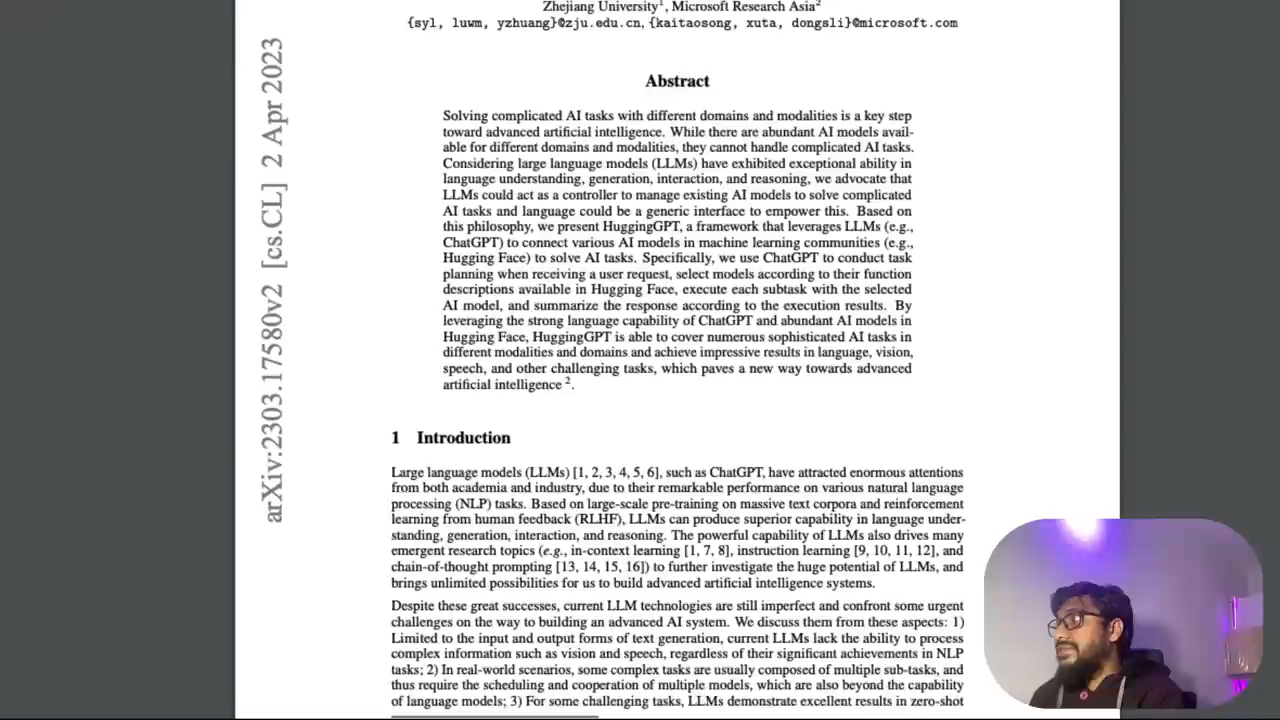 Zhejiang University1, Microsoft Research Asia2
{syl, luwm, yzhuang}@zju.edu.cn, {kaitaosong, xuta, dongsli}@microsoft.com
arXiv:2303.17580v2 [cs.CL] 2 Apr 2023
Abstract
Solving complicated AI tasks with different domains and modalities is a key step
toward advanced artificial intelligence. While there are abundant AI models avail-
able for different domains and modalities, they cannot handle complicated AI tasks.
Considering large language models (LLMs) have exhibited exceptional ability in
language understanding, generation, interaction, and reasoning, we advocate that
LLMs could act as a controller to manage existing AI models to solve complicated
AI tasks and language could be a generic interface to empower this. Based on
this philosophy, we present HuggingGPT, a framework that leverages LLMs (e.g.,
ChatGPT) to connect various AI models in machine learning communities (e.g.,
Hugging Face) to solve AI tasks. Specifically, we use ChatGPT to conduct task
planning when receiving a user request, select models according to their function
descriptions available in Hugging Face, execute each subtask with the selected
AI model, and summarize the response according to the execution results. By
leveraging the strong language capability of ChatGPT and abundant AI models in
Hugging Face, HuggingGPT is able to cover numerous sophisticated AI tasks in
different modalities and domains and achieve impressive results in language, vision,
speech, and other challenging tasks, which paves a new way towards advanced
artificial intelligence 2.
1 Introduction
Large language models (LLMs) [1, 2, 3, 4, 5, 6], such as ChatGPT, have attracted enormous attentions
from both academia and industry, due to their remarkable performance on various natural language
processing (NLP) tasks. Based on large-scale pre-training on massive text corpora and reinforcement
learning from human feedback (RLHF), LLMs can produce superior capability in language under-
standing, generation, interaction, and reasoning. The powerful capability of LLMs also drives many
emergent research topics (e.g., in-context learning [1, 7, 8], instruction learning [9, 10, 11, 12], and
chain-of-thought prompting [13, 14, 15, 16]) to further investigate the huge potential of LLMs, and
brings unlimited possibilities for us to build advanced artificial intelligence systems.
Despite these great successes, current LLM technologies are still imperfect and confront some urgent
challenges on the way to building an advanced AI system. We discuss them from these aspects: 1)
Limited to the input and output forms of text generation, current LLMs lack the ability to process
complex information such as vision and speech, regardless of their significant achievements in NLP
tasks; 2) In real-world scenarios, some complex tasks are usually composed of multiple sub-tasks, and
thus require the scheduling and cooperation of multiple models, which are also beyond the capability
of language models; 3) For some challenging tasks, LLMs demonstrate excellent results in zero-shot